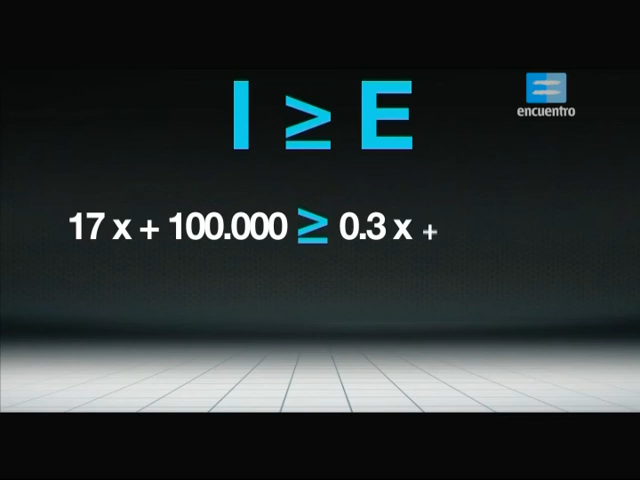 I ≥ E
encuentro
17 x + 100.000 ≥ 0.3 x +